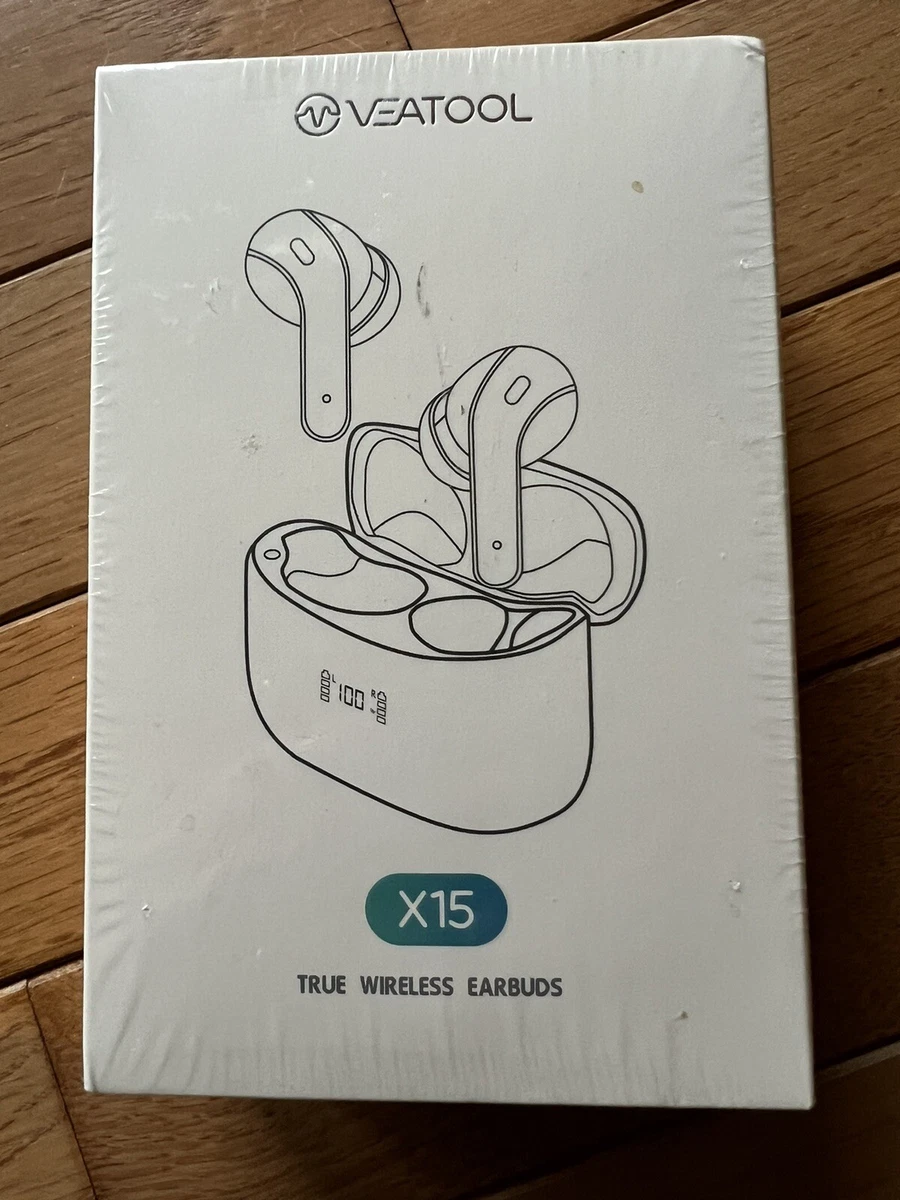 VEATOOL
L 100 R
X15
TRUE WIRELESS EARBUDS